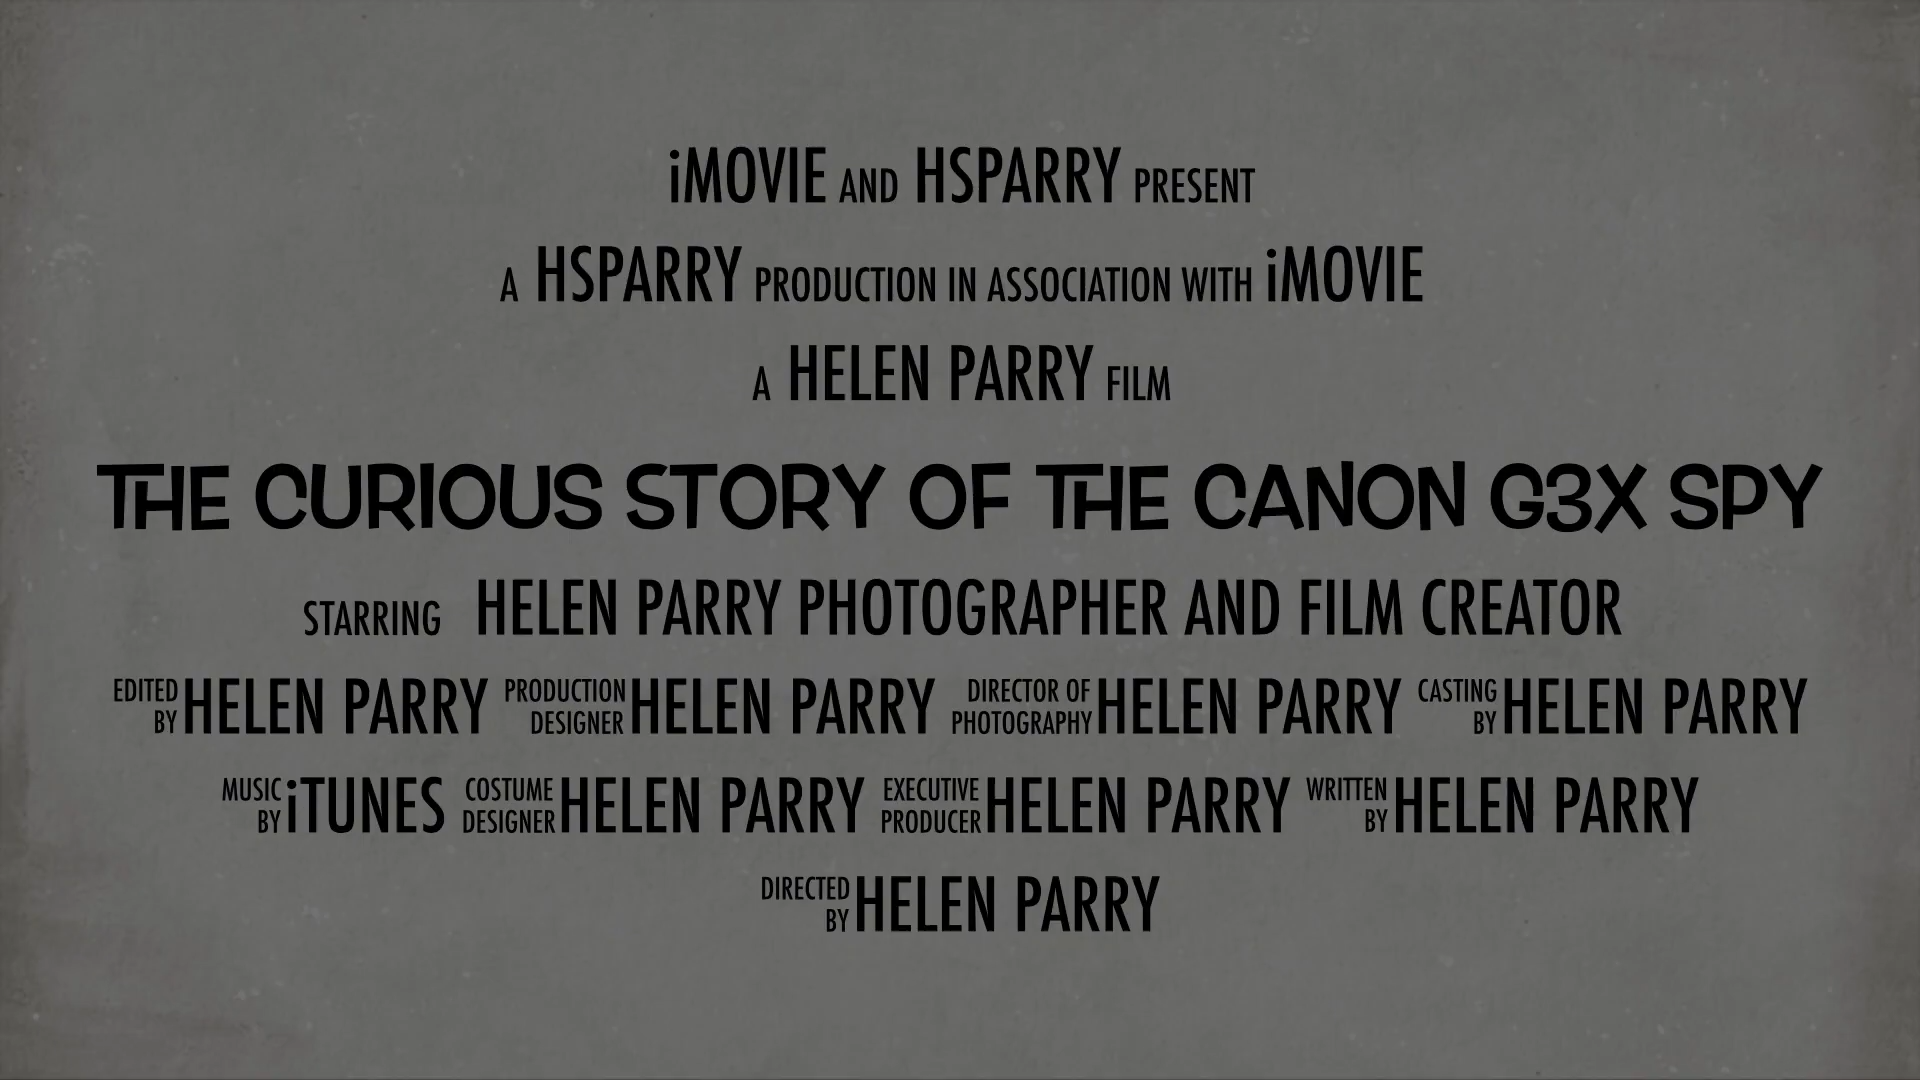 iMOVIE AND HSPARRY PRESENT
A HSPARRY PRODUCTION IN ASSOCIATION WITH iMOVIE
A HELEN PARRY FILM
THE CURIOUS STORY OF THE CANON G3X SPY
STARRING HELEN PARRY PHOTOGRAPHER AND FILM CREATOR
EDITED BY HELEN PARRY PRODUCTION DESIGNER HELEN PARRY DIRECTOR OF PHOTOGRAPHY HELEN PARRY CASTING BY HELEN PARRY
MUSIC BY iTUNES COSTUME DESIGNER HELEN PARRY EXECUTIVE PRODUCER HELEN PARRY WRITTEN BY HELEN PARRY
DIRECTED BY HELEN PARRY